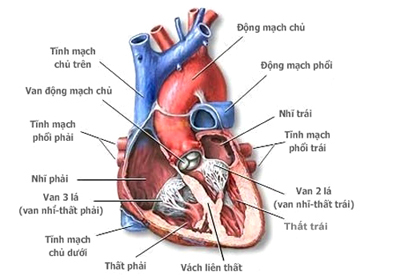 Động mạch chủ
Tĩnh mạch
chủ trên
Động mạch phổi
Van động mạch chủ
Nhĩ trái
Tĩnh mạch
phổi phải
Tĩnh mạch
phổi trái
Nhĩ phải
Van 3 lá
(van nhĩ-thất phải)
Van 2 lá
(van nhĩ-thất trái)
Thất trái
Tĩnh mạch
chủ dưới
Thất phải
Vách liên thất